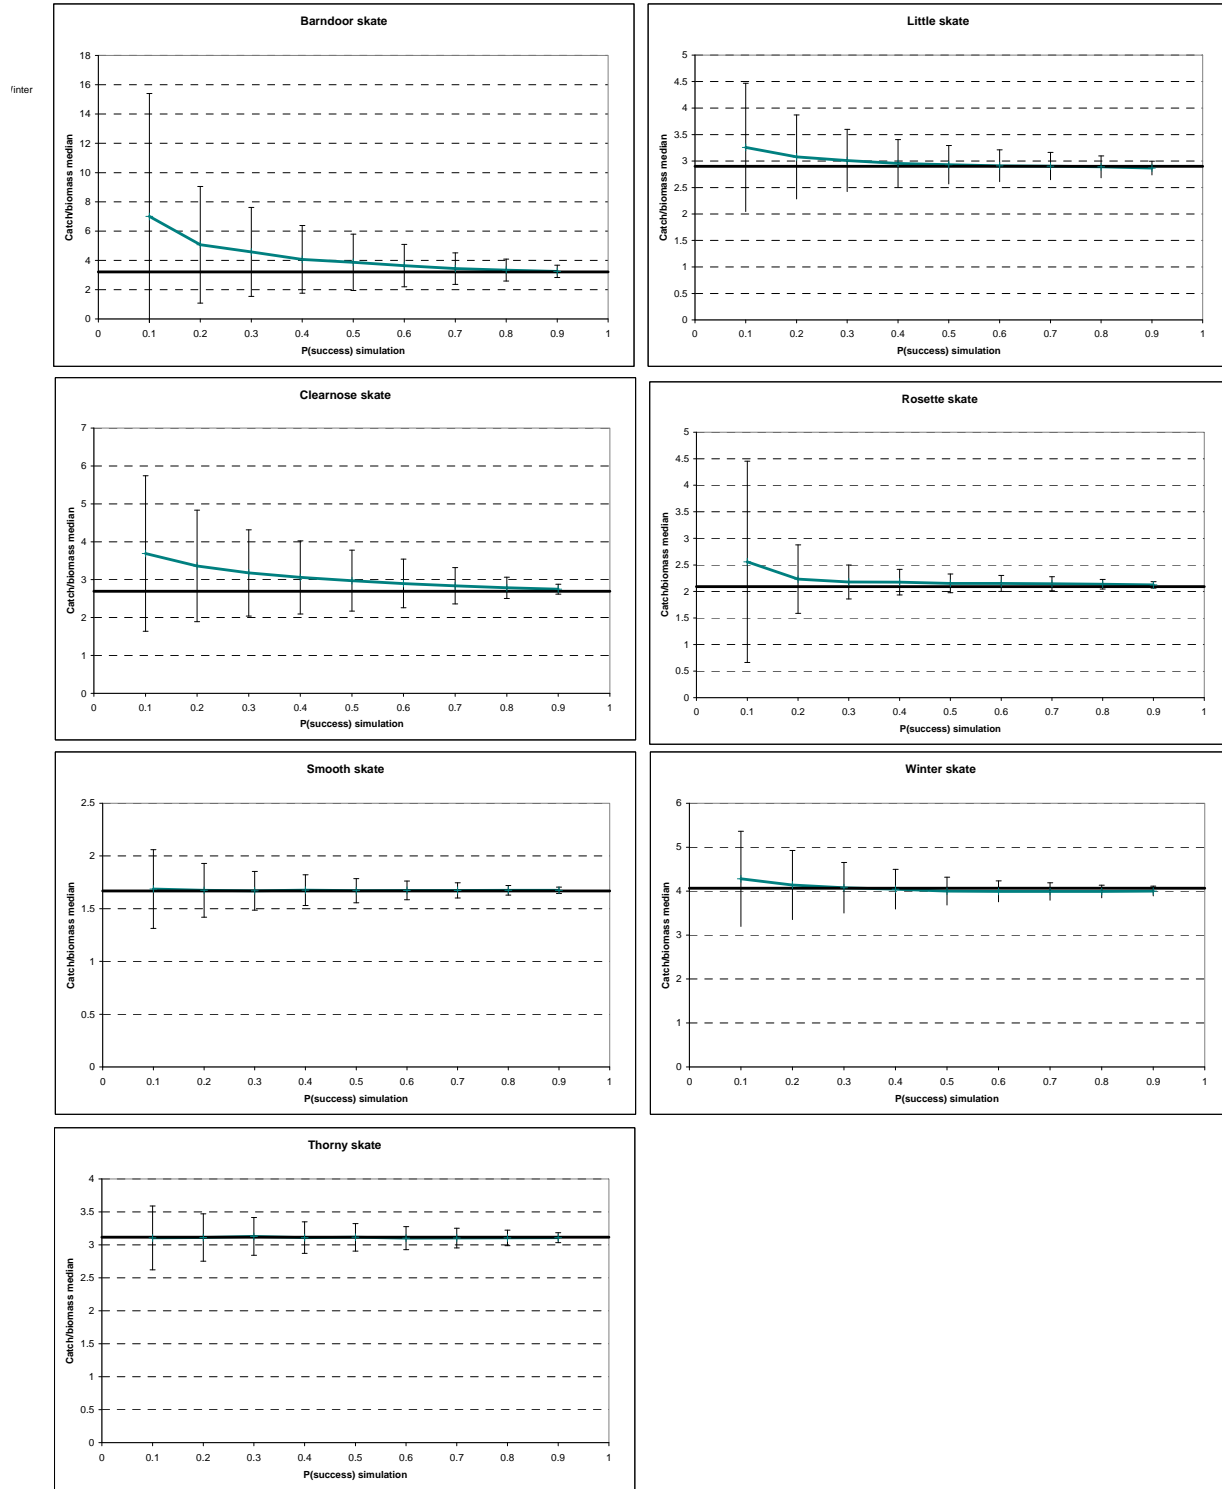 /inter
Barndoor skate
Catch/biomass median
18
16
14
12
10
8
6
4
2
0
0 0.1 0.2 0.3 0.4 0.5 0.6 0.7 0.8 0.9 1
P(success) simulation
Little skate
Catch/biomass median
5
4.5
4
3.5
3
2.5
2
1.5
1
0.5
0
0 0.1 0.2 0.3 0.4 0.5 0.6 0.7 0.8 0.9 1
P(success) simulation
Clearnose skate
Catch/biomass median
7
6
5
4
3
2
1
0
0 0.1 0.2 0.3 0.4 0.5 0.6 0.7 0.8 0.9 1
P(success) simulation
Rosette skate
Catch/biomass median
5
4.5
4
3.5
3
2.5
2
1.5
1
0.5
0
0 0.1 0.2 0.3 0.4 0.5 0.6 0.7 0.8 0.9 1
P(success) simulation
Smooth skate
Catch/biomass median
2.5
2
1.5
1
0.5
0
0 0.1 0.2 0.3 0.4 0.5 0.6 0.7 0.8 0.9 1
P(success) simulation
Winter skate
Catch/biomass median
6
5
4
3
2
1
0
0 0.1 0.2 0.3 0.4 0.5 0.6 0.7 0.8 0.9 1
P(success) simulation
Thorny skate
Catch/biomass median
4
3.5
3
2.5
2
1.5
1
0.5
0
0 0.1 0.2 0.3 0.4 0.5 0.6 0.7 0.8 0.9 1
P(success) simulation